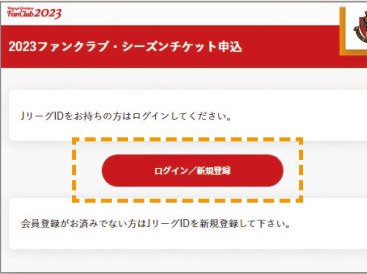 FanClub 2023
2023ファンクラブ・シーズンチケット申込
JリーグIDをお持ちの方はログインしてください。
ログイン／新規登録
会員登録がお済みでない方はJリーグIDを新規登録して下さい。